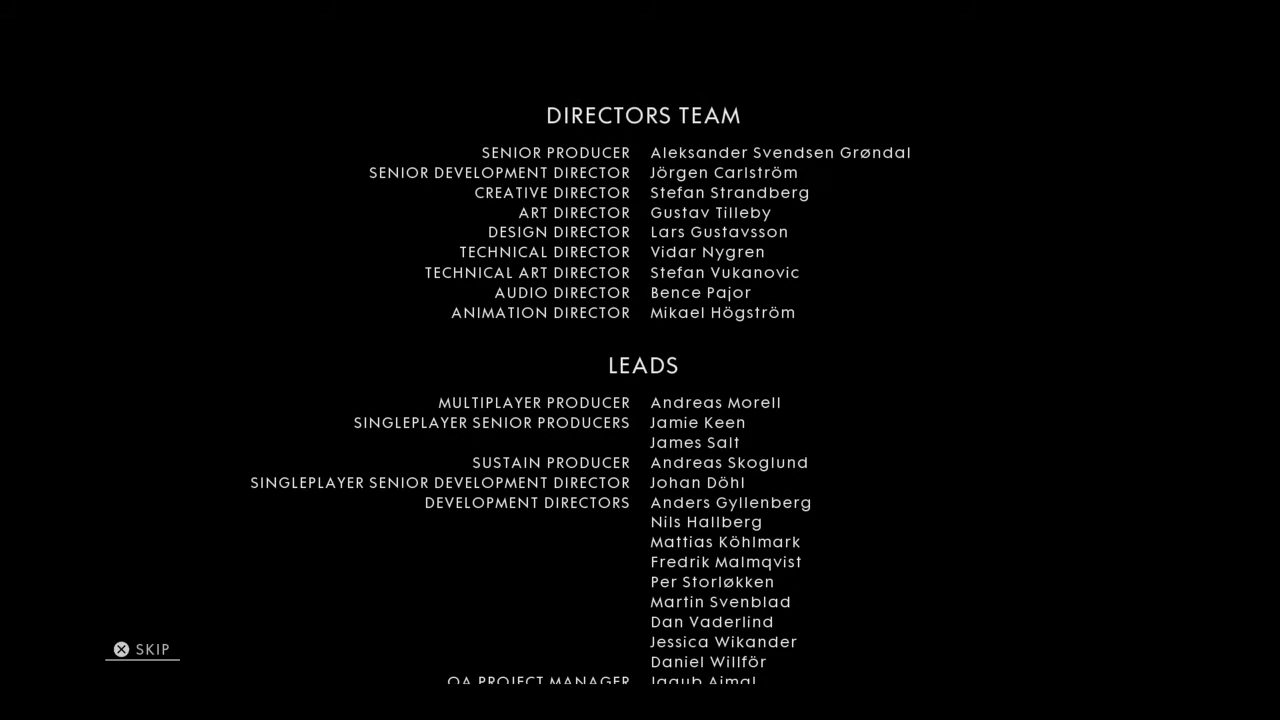 DIRECTORS TEAM
SENIOR PRODUCER Aleksander Svendsen Grøndal
SENIOR DEVELOPMENT DIRECTOR Jörgen Carlström
CREATIVE DIRECTOR Stefan Strandberg
ART DIRECTOR Gustav Tilleby
DESIGN DIRECTOR Lars Gustavsson
TECHNICAL DIRECTOR Vidar Nygren
TECHNICAL ART DIRECTOR Stefan Vukanovic
AUDIO DIRECTOR Bence Pajor
ANIMATION DIRECTOR Mikael Högström
LEADS
MULTIPLAYER PRODUCER Andreas Morell
SINGLEPLAYER SENIOR PRODUCERS Jamie Keen
James Salt
SUSTAIN PRODUCER Andreas Skoglund
SINGLEPLAYER SENIOR DEVELOPMENT DIRECTOR Johan Döhl
DEVELOPMENT DIRECTORS Anders Gyllenberg
Nils Hallberg
Mattias Köhlmark
Fredrik Malmqvist
Per Storløkken
Martin Svenblad
Dan Vaderlind
Jessica Wikander
Daniel Willför
QA PROJECT MANAGER
SKIP